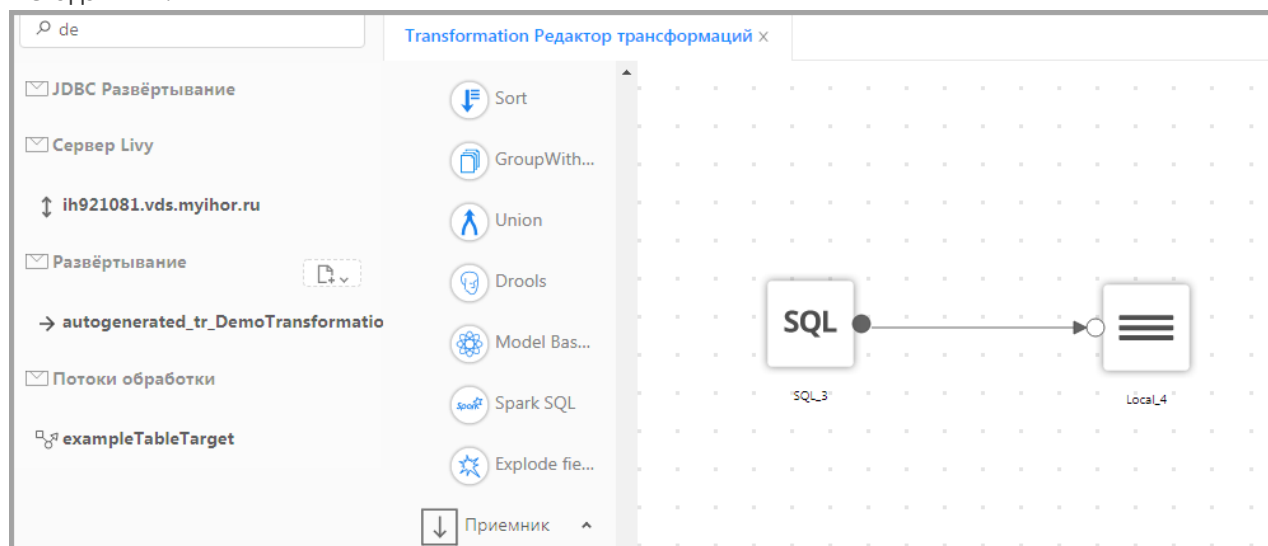 de
JDBC Развёртывание
Сервер Livy
ih921081.vds.myihor.ru
Развёртывание
autogenerated_tr_DemoTransformatio
Потоки обработки
exampleTableTarget
Transformation Редактор трансформаций ×
Sort
GroupWith...
Union
Drools
Model Bas...
Spark
Spark SQL
Explode fie...
Приемник
SQL
SQL_3
Local_4